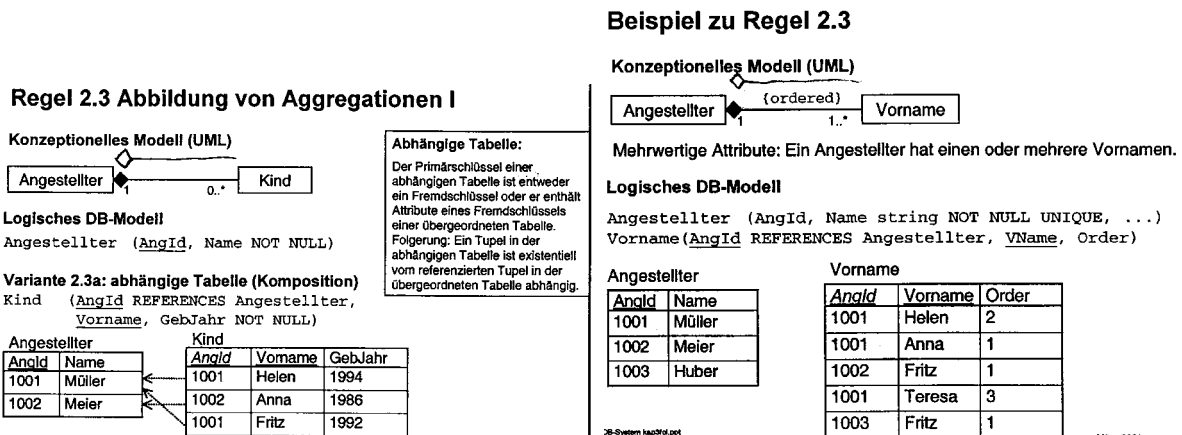 Regel 2.3 Abbildung von Aggregationen I
Konzeptionelles Modell (UML)
Angestellter 1 0..* Kind
Logisches DB-Modell
Angestellter (AngId, Name NOT NULL)
Variante 2.3a: abhängige Tabelle (Komposition)
Kind (AngId REFERENCES Angestellter,
Vorname, GebJahr NOT NULL)
Angestellter
AngId Name
1001 Müller
1002 Meier
Kind
AngId Vorname GebJahr
1001 Helen 1994
1002 Anna 1986
1001 Fritz 1992
Abhängige Tabelle:
Der Primärschlüssel einer
abhängigen Tabelle ist entweder
ein Fremdschlüssel oder er enthält
Attribute eines Fremdschlüssels
einer übergeordneten Tabelle.
Folgerung: Ein Tupel in der
abhängigen Tabelle ist existentiell
vom referenzierten Tupel in der
übergeordneten Tabelle abhängig.
Beispiel zu Regel 2.3
Konzeptionelles Modell (UML)
Angestellter 1 {ordered} 1..* Vorname
Mehrwertige Attribute: Ein Angestellter hat einen oder mehrere Vornamen.
Logisches DB-Modell
Angestellter (AngId, Name string NOT NULL UNIQUE, ...)
Vorname(AngId REFERENCES Angestellter, VName, Order)
Angestellter
AngId Name
1001 Müller
1002 Meier
1003 Huber
Vorname
AngId Vorname Order
1001 Helen 2
1001 Anna 1
1002 Fritz 1
1001 Teresa 3
1003 Fritz 1
DB-System kap3fol.ppt